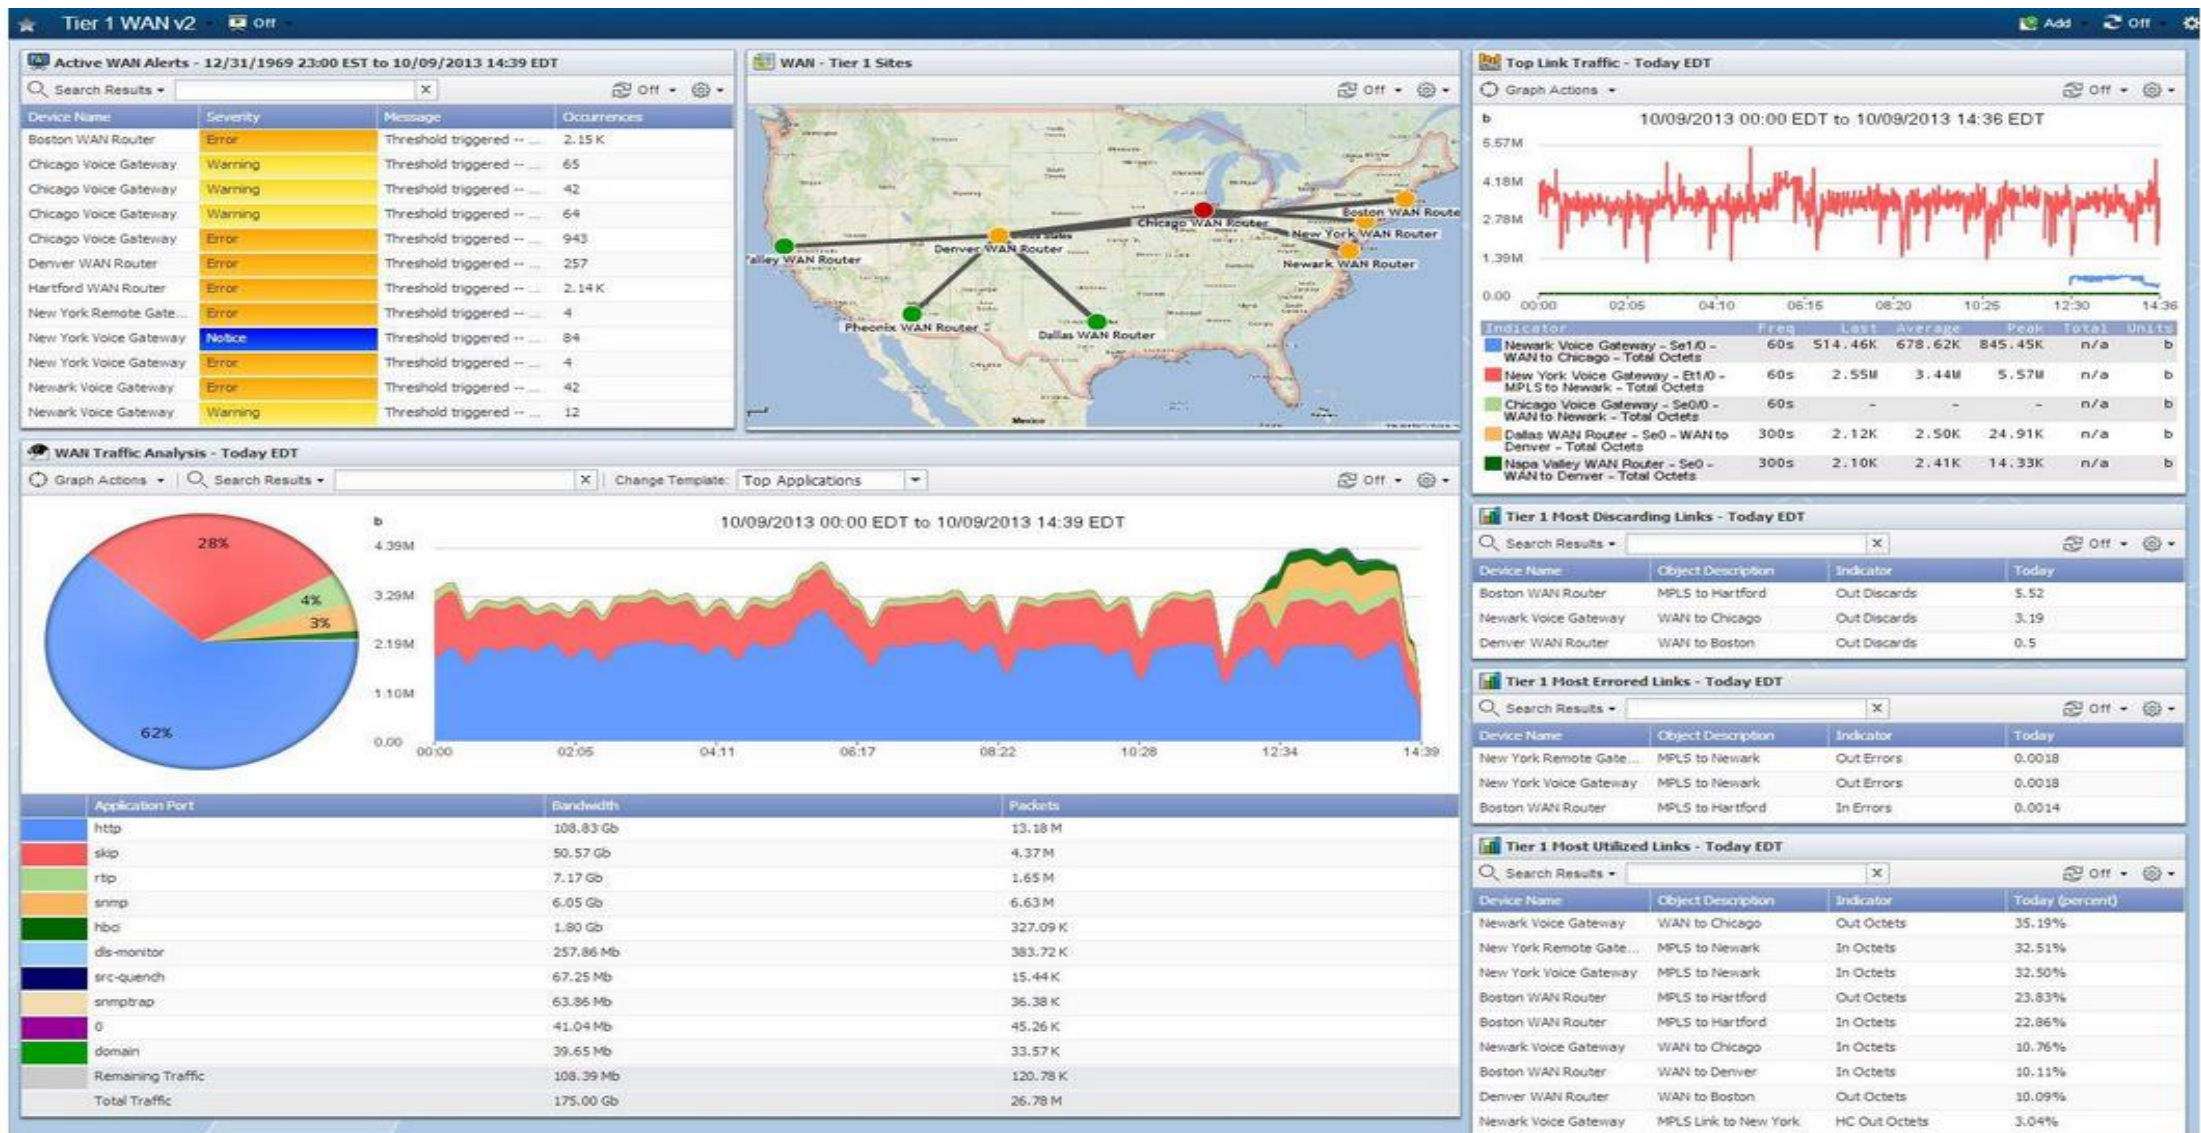 Tier 1 WAN v2 Off Add Off
Active WAN Alerts - 12/31/1969 23:00 EST to 10/09/2013 14:39 EDT
Search Results Off
Device Name Severity Message Occurrences
Boston WAN Router Error Threshold triggered -- ... 2.15 K
Chicago Voice Gateway Warning Threshold triggered -- ... 65
Chicago Voice Gateway Warning Threshold triggered -- ... 42
Chicago Voice Gateway Warning Threshold triggered -- ... 64
Chicago Voice Gateway Error Threshold triggered -- ... 943
Denver WAN Router Error Threshold triggered -- ... 257
Hartford WAN Router Error Threshold triggered -- ... 2.14 K
New York Remote Gate... Error Threshold triggered -- ... 4
New York Voice Gateway Notice Threshold triggered -- ... 84
New York Voice Gateway Error Threshold triggered -- ... 4
Newark Voice Gateway Error Threshold triggered -- ... 42
Newark Voice Gateway Warning Threshold triggered -- ... 12
WAN - Tier 1 Sites
Off
Boston WAN Route
Chicago WAN Router
New York WAN Router
Denver WAN Router
'alley WAN Router
Newark WAN Router
Pheonix WAN Router
Dallas WAN Router
Mexico
Top Link Traffic - Today EDT
Graph Actions Off
b 10/09/2013 00:00 EDT to 10/09/2013 14:36 EDT
5.57M
4.18M
2.78M
1.39M
0.00
00:00 02:05 04:10 06:15 08:20 10:25 12:30 14:36
Indicator Freq Last Average Peak Total Units
Newark Voice Gateway - Se1/0 - 60s 514.46K 678.62K 845.45K n/a b
WAN to Chicago - Total Octets
New York Voice Gateway - Et1/0 - 60s 2.55M 3.44M 5.57M n/a b
MPLS to Newark - Total Octets
Chicago Voice Gateway - Se0/0 - 60s - - - n/a b
WAN to Newark - Total Octets
Dallas WAN Router - Se0 - WAN to 300s 2.12K 2.50K 24.91K n/a b
Denver - Total Octets
Napa Valley WAN Router - Se0 - 300s 2.10K 2.41K 14.33K n/a b
WAN to Denver - Total Octets
WAN Traffic Analysis - Today EDT
Graph Actions Search Results Change Template: Top Applications Off
28%
4%
3%
62%
b 10/09/2013 00:00 EDT to 10/09/2013 14:39 EDT
4.39M
3.29M
2.19M
1.10M
0.00
00:00 02:05 04:11 06:17 08:22 10:28 12:34 14:39
Application Port Bandwidth Packets
http 108.83 Gb 13.18 M
skip 50.57 Gb 4.37 M
rtip 7.17 Gb 1.65 M
snmp 6.05 Gb 6.63 M
hbci 1.80 Gb 327.09 K
dls-monitor 257.86 Mb 383.72 K
src-quench 67.25 Mb 15.44 K
snmptrap 63.86 Mb 36.38 K
0 41.04 Mb 45.26 K
domain 39.65 Mb 33.57 K
Remaining Traffic 108.39 Mb 120.78 K
Total Traffic 175.00 Gb 26.78 M
Tier 1 Most Discarding Links - Today EDT
Search Results Off
Device Name Object Description Indicator Today
Boston WAN Router MPLS to Hartford Out Discards 5.52
Newark Voice Gateway WAN to Chicago Out Discards 3.19
Denver WAN Router WAN to Boston Out Discards 0.5
Tier 1 Most Errored Links - Today EDT
Search Results Off
Device Name Object Description Indicator Today
New York Remote Gate... MPLS to Newark Out Errors 0.0018
New York Voice Gateway MPLS to Newark Out Errors 0.0018
Boston WAN Router MPLS to Hartford In Errors 0.0014
Tier 1 Most Utilized Links - Today EDT
Search Results Off
Device Name Object Description Indicator Today (percent)
Newark Voice Gateway WAN to Chicago Out Octets 35.19%
New York Remote Gate... MPLS to Newark In Octets 32.51%
New York Voice Gateway MPLS to Newark In Octets 32.50%
Boston WAN Router MPLS to Hartford Out Octets 23.83%
Boston WAN Router MPLS to Hartford In Octets 22.86%
Newark Voice Gateway WAN to Chicago In Octets 10.76%
Boston WAN Router WAN to Denver In Octets 10.11%
Denver WAN Router WAN to Boston Out Octets 10.09%
Newark Voice Gateway MPLS Link to New York HC Out Octets 3.04%